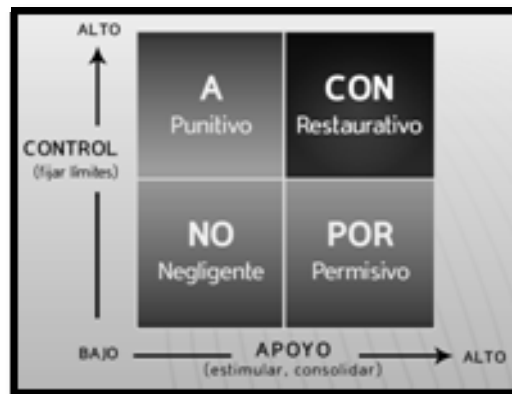 ALTO
A
Punitivo
CON
Restaurativo
CONTROL
(fijar límites)
NO
Negligente
POR
Permisivo
BAJO
APOYO
ALTO
(estimular, consolidar)